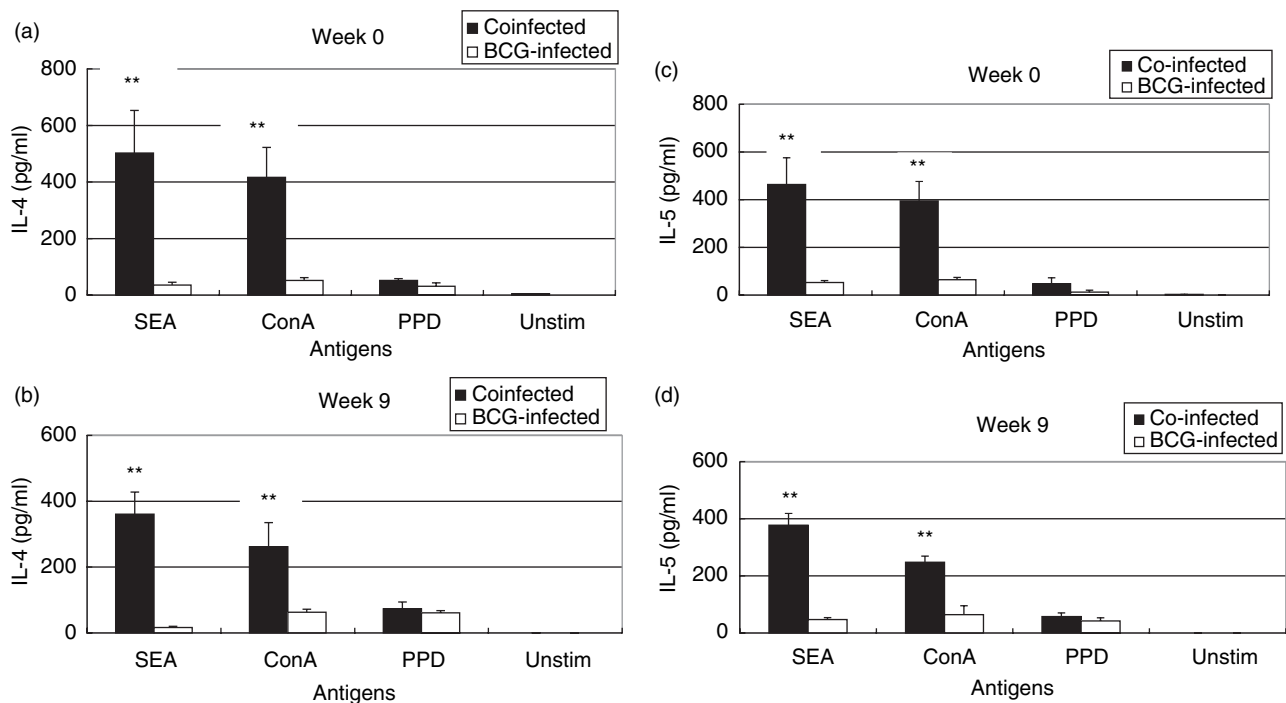 (a)
Week 0
Coinfected
BCG-infected
IL-4 (pg/ml)
800
600
400
200
0
**
**
SEA ConA PPD Unstim
Antigens
(b)
Week 9
Coinfected
BCG-infected
IL-4 (pg/ml)
600
400
200
0
**
**
SEA ConA PPD Unstim
Antigens
(c)
Week 0
Co-infected
BCG-infected
IL-5 (pg/ml)
800
600
400
200
0
**
**
SEA ConA PPD Unstim
Antigens
(d)
Week 9
Co-infected
BCG-infected
IL-5 (pg/ml)
600
400
200
0
**
**
SEA ConA PPD Unstim
Antigens